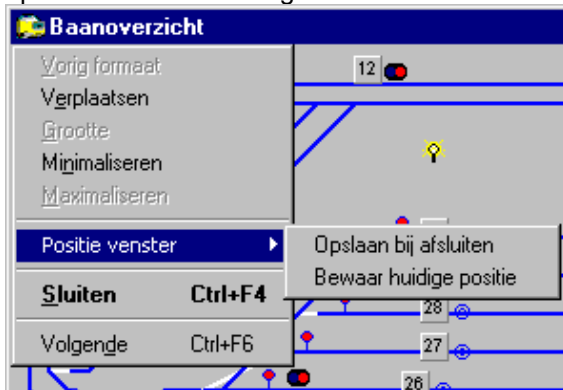 Baanoverzicht
Vorig formaat
Verplaatsen
Grootte
Minimaliseren
Maximaliseren
Positie venster
Opslaan bij afsluiten
Bewaar huidige positie
Sluiten Ctrl+F4
Volgende Ctrl+F6
12
28
27
26